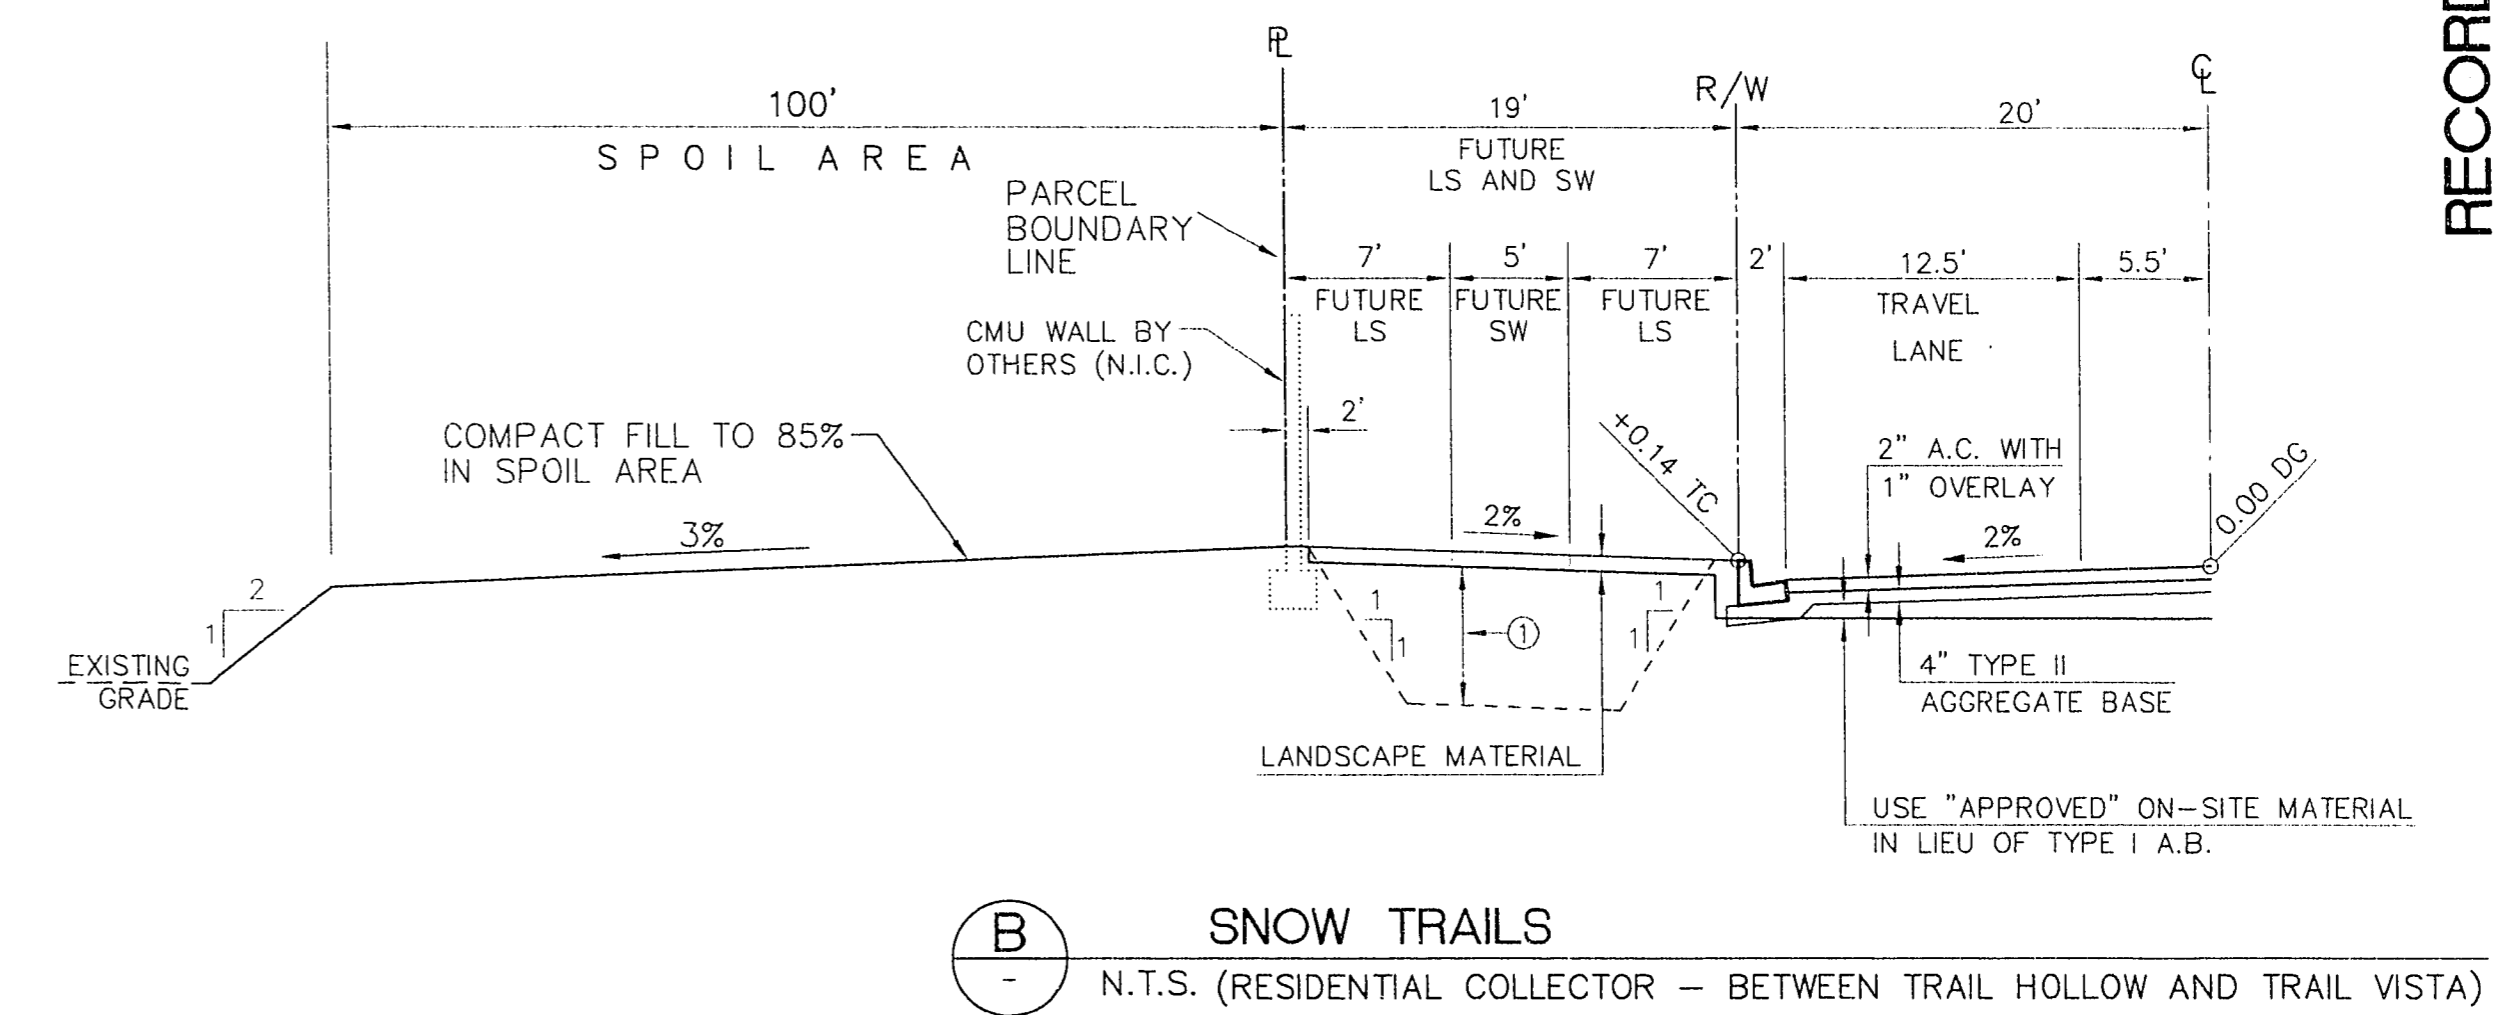 RECORD
PL
R/W
CL
100'
19'
20'
SPOIL AREA
FUTURE
LS AND SW
PARCEL
BOUNDARY
LINE
7'
5'
7'
2'
12.5'
5.5'
FUTURE
LS
FUTURE
SW
FUTURE
LS
TRAVEL
LANE
CMU WALL BY
OTHERS (N.I.C.)
2'
COMPACT FILL TO 85%
IN SPOIL AREA
+0.14 TC
2" A.C. WITH
1" OVERLAY
0.00 DG
3%
2%
2%
2
1
EXISTING
GRADE
1
1
1
1
1
4" TYPE II
AGGREGATE BASE
LANDSCAPE MATERIAL
USE "APPROVED" ON-SITE MATERIAL
IN LIEU OF TYPE I A.B.
B
-
SNOW TRAILS
N.T.S. (RESIDENTIAL COLLECTOR – BETWEEN TRAIL HOLLOW AND TRAIL VISTA)